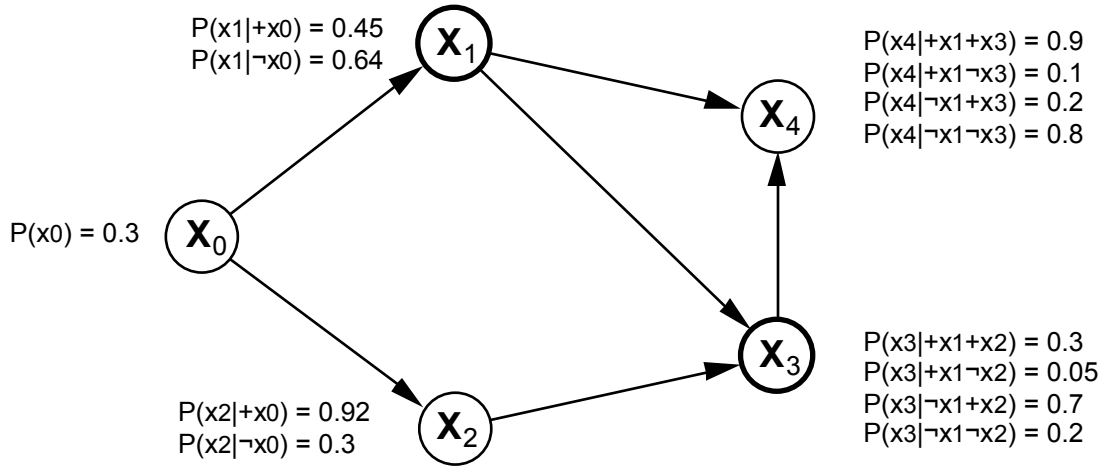 P(x1|+x0) = 0.45
P(x1|¬x0) = 0.64
X1
P(x4|+x1+x3) = 0.9
P(x4|+x1¬x3) = 0.1
P(x4|¬x1+x3) = 0.2
P(x4|¬x1¬x3) = 0.8
X4
P(x0) = 0.3
X0
P(x3|+x1+x2) = 0.3
P(x3|+x1¬x2) = 0.05
P(x3|¬x1+x2) = 0.7
P(x3|¬x1¬x2) = 0.2
X3
P(x2|+x0) = 0.92
P(x2|¬x0) = 0.3
X2